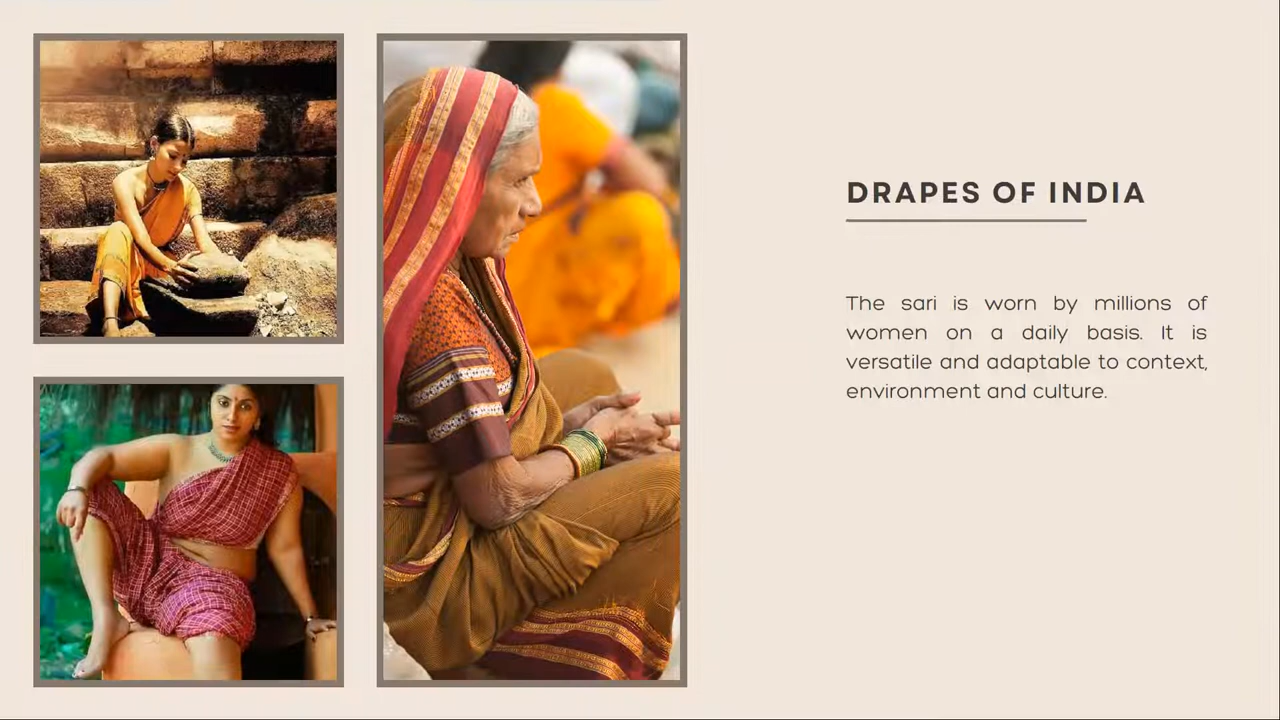 DRAPES OF INDIA
The sari is worn by millions of
women on a daily basis. It is
versatile and adaptable to context,
environment and culture.